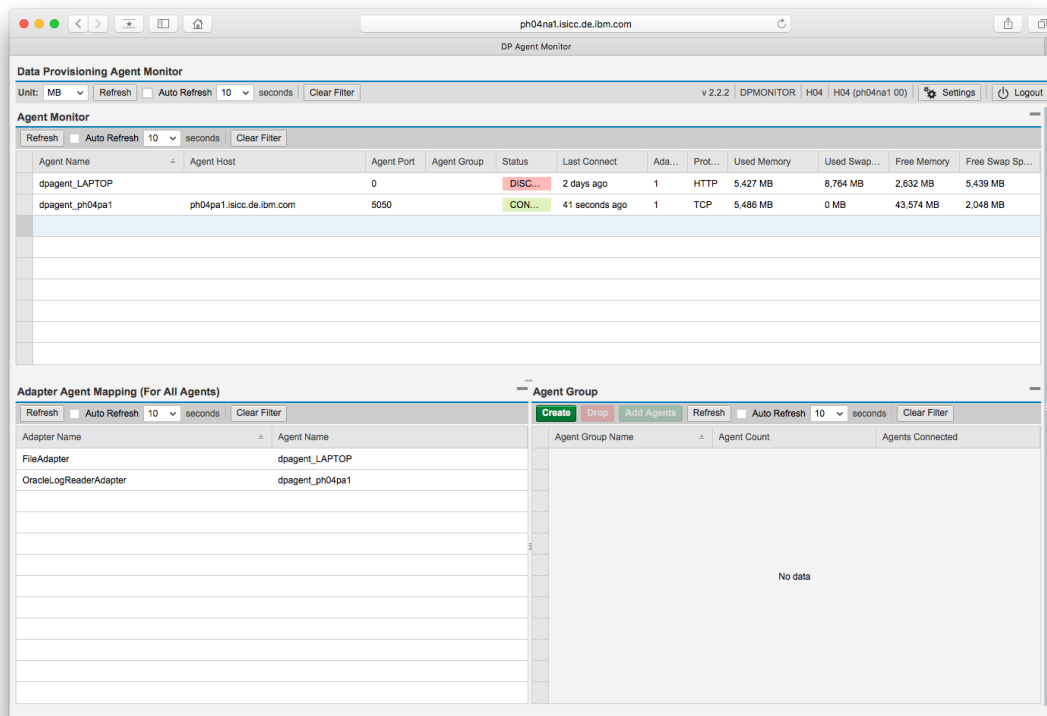 ph04na1.isicc.de.ibm.com
DP Agent Monitor
Data Provisioning Agent Monitor
Unit: MB Refresh Auto Refresh 10 seconds Clear Filter v 2.2.2 DPMONITOR H04 H04 (ph04na1 00) Settings Logout
Agent Monitor
Refresh Auto Refresh 10 seconds Clear Filter
Agent Name Agent Host Agent Port Agent Group Status Last Connect Ada... Prot... Used Memory Used Swap... Free Memory Free Swap Sp...
dpagent_LAPTOP 0 DISC... 2 days ago 1 HTTP 5,427 MB 8,764 MB 2,632 MB 5,439 MB
dpagent_ph04pa1 ph04pa1.isicc.de.ibm.com 5050 CON... 41 seconds ago 1 TCP 5,486 MB 0 MB 43,574 MB 2,048 MB
Adapter Agent Mapping (For All Agents)
Refresh Auto Refresh 10 seconds Clear Filter
Adapter Name Agent Name
FileAdapter dpagent_LAPTOP
OracleLogReaderAdapter dpagent_ph04pa1
Agent Group
Create Drop Add Agents Refresh Auto Refresh 10 seconds Clear Filter
Agent Group Name Agent Count Agents Connected
No data